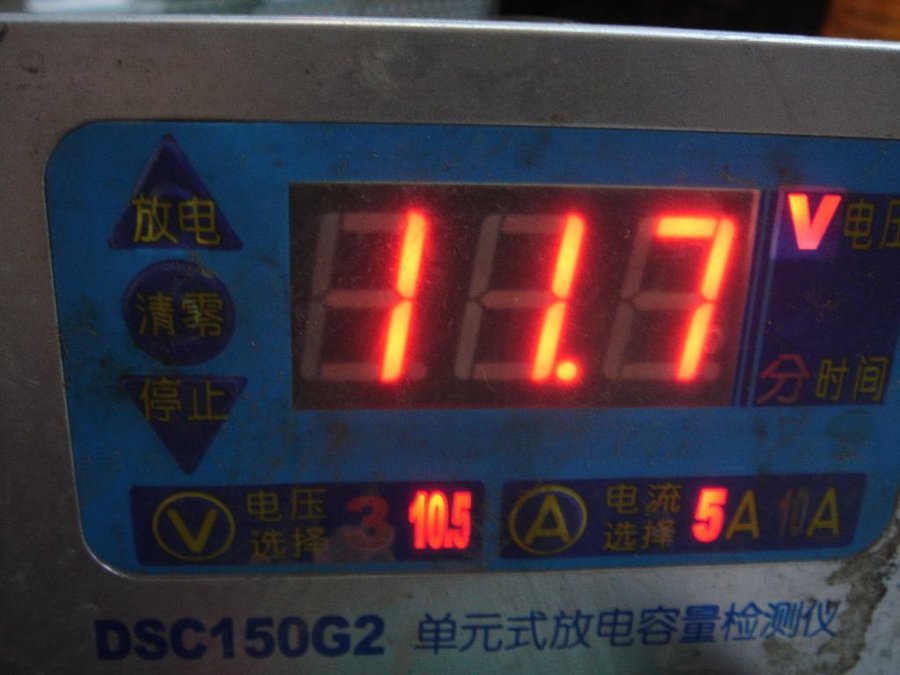 放电
11.7
V 电压
清零
分 时间
停止
V 电压选择 3 10.5
A 电流选择 5A 10A
DSC150G2 单元式放电容量检测仪